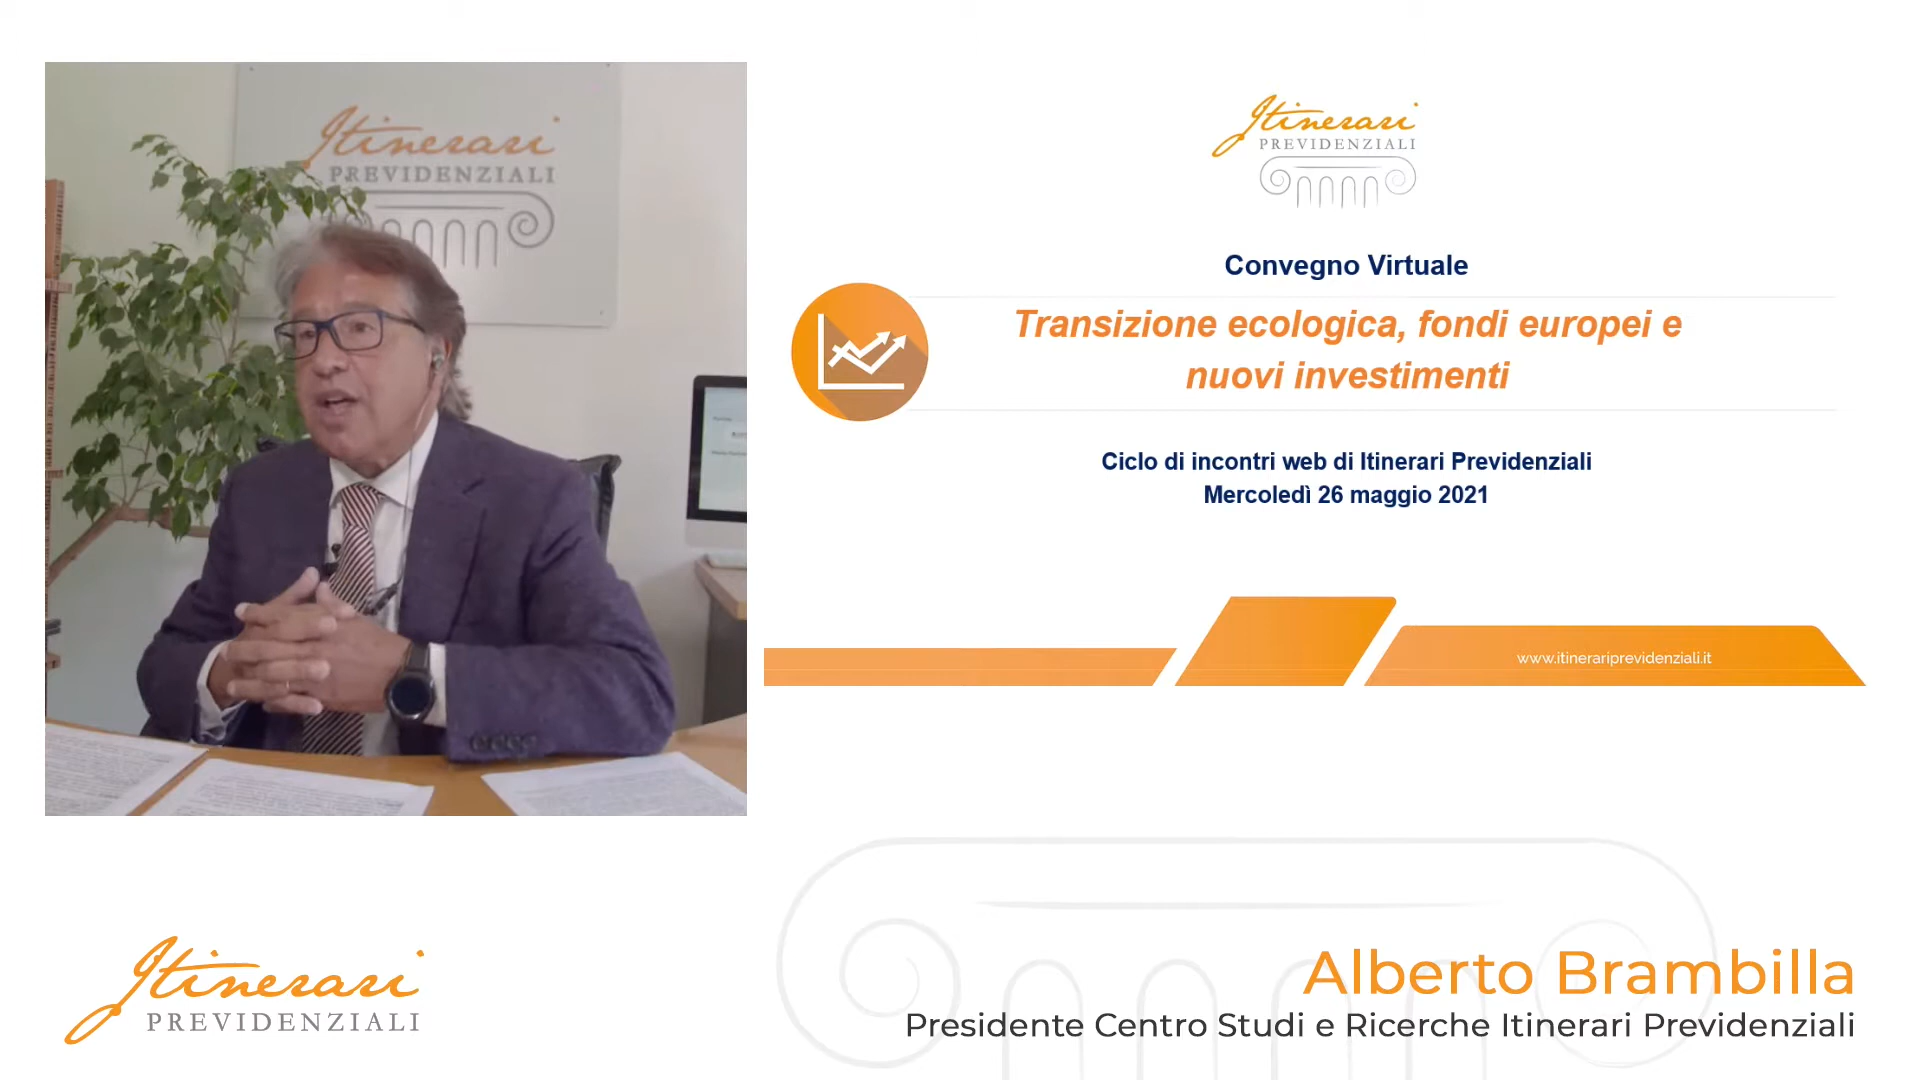 Itinerari
PREVIDENZIALI
Itinerari
PREVIDENZIALI
Convegno Virtuale
Transizione ecologica, fondi europei e
nuovi investimenti
Ciclo di incontri web di Itinerari Previdenziali
Mercoledì 26 maggio 2021
www.itinerariprevidenziali.it
Itinerari
PREVIDENZIALI
Alberto Brambilla
Presidente Centro Studi e Ricerche Itinerari Previdenziali